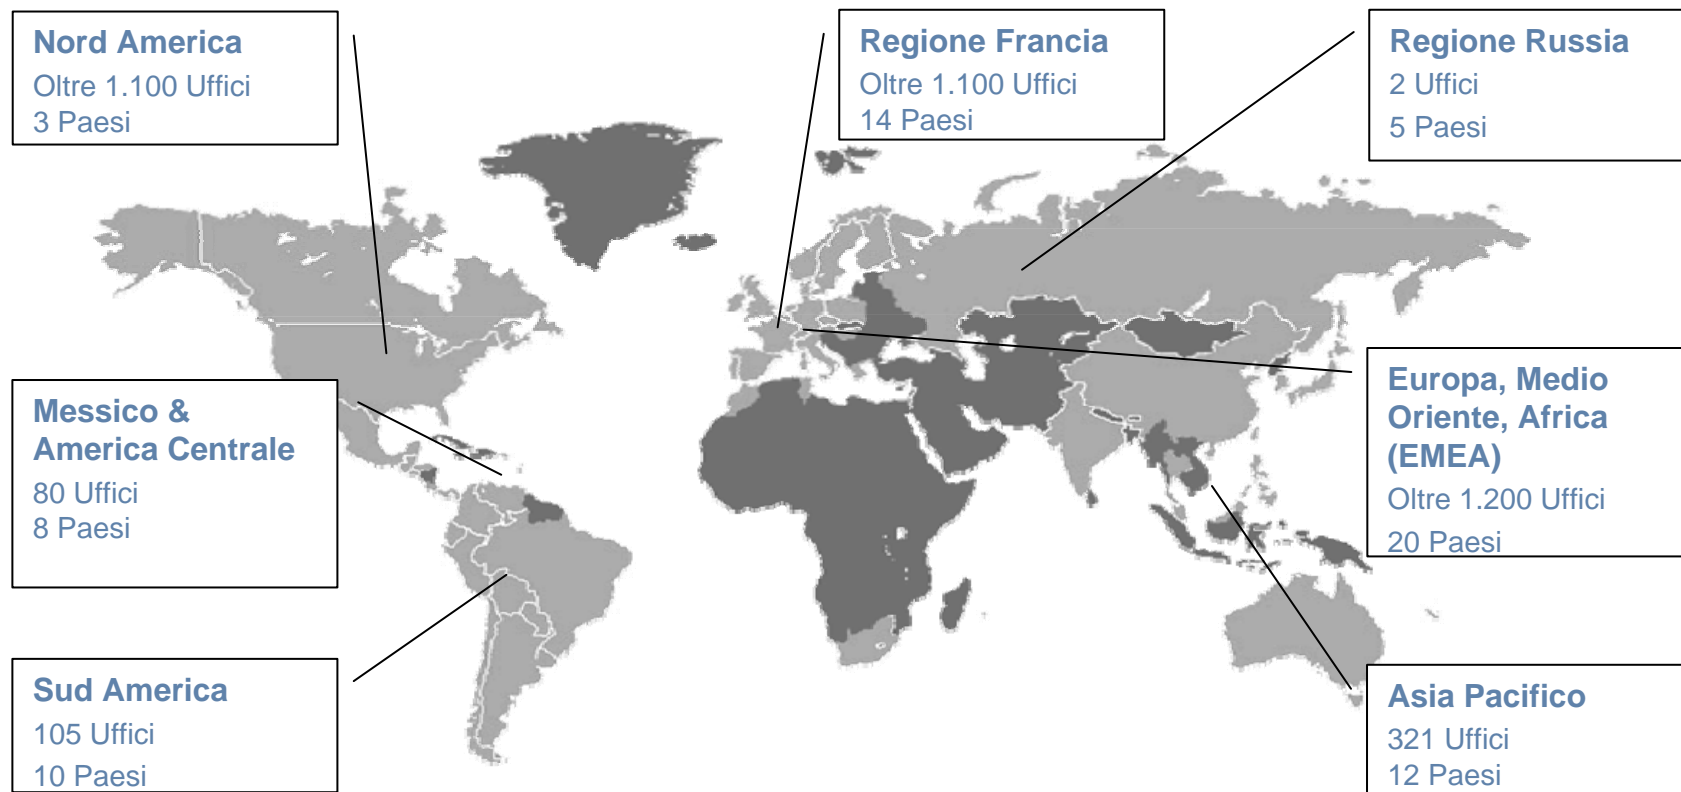 Nord America
Oltre 1.100 Uffici
3 Paesi
Regione Francia
Oltre 1.100 Uffici
14 Paesi
Regione Russia
2 Uffici
5 Paesi
Messico &
America Centrale
80 Uffici
8 Paesi
Europa, Medio
Oriente, Africa
(EMEA)
Oltre 1.200 Uffici
20 Paesi
Sud America
105 Uffici
10 Paesi
Asia Pacifico
321 Uffici
12 Paesi